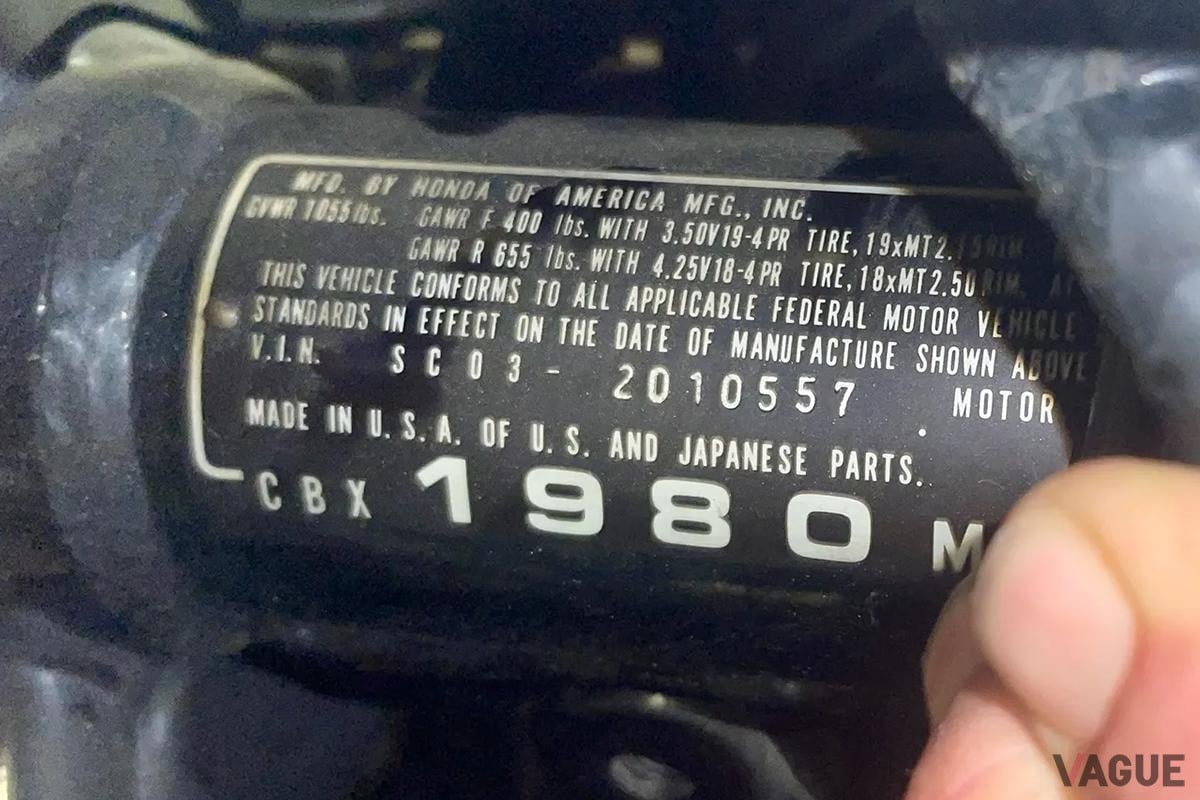 MFD. BY HONDA OF AMERICA MFG., INC.
GVWR 1055 lbs. GAWR F 400 lbs. WITH 3.50V19-4PR TIRE, 19xMT2.15RIM
GAWR R 655 lbs. WITH 4.25V18-4PR TIRE, 18xMT2.50 RIM, AT
THIS VEHICLE CONFORMS TO ALL APPLICABLE FEDERAL MOTOR VEHICLE
STANDARDS IN EFFECT ON THE DATE OF MANUFACTURE SHOWN ABOVE
V.I.N. SC03-2010557 MOTOR
MADE IN U.S.A. OF U.S. AND JAPANESE PARTS.
CBX 1980
VAGUE